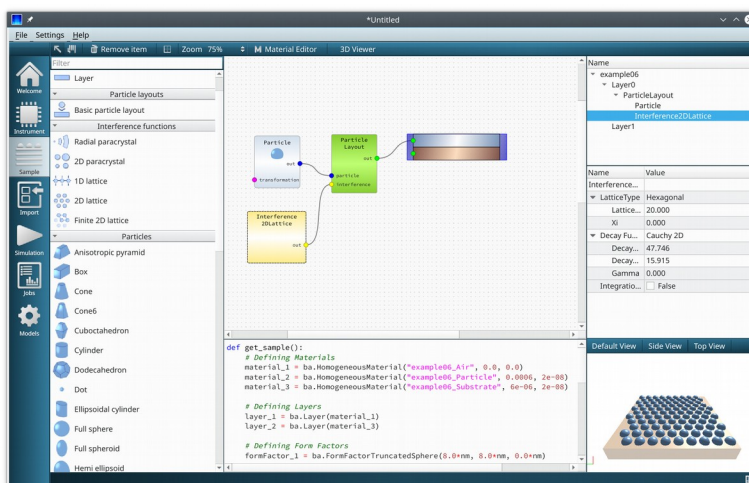 *Untitled
File Settings Help
Remove item Zoom 75% M Material Editor 3D Viewer
Welcome
Instrument
Sample
Import
Simulation
Jobs
Models
Filter
Layer
Particle layouts
Basic particle layout
Interference functions
Radial paracrystal
2D paracrystal
1D lattice
2D lattice
Finite 2D lattice
Particles
Anisotropic pyramid
Box
Cone
Cone6
Cuboctahedron
Cylinder
Dodecahedron
Dot
Ellipsoidal cylinder
Full sphere
Full spheroid
Hemi ellipsoid
Particle
out
transformation
Particle
Layout
out
particle
interference
Interference
2DLattice
out
def get_sample():
# Defining Materials
material_1 = ba.HomogeneousMaterial("example06_Air", 0.0, 0.0)
material_2 = ba.HomogeneousMaterial("example06_Particle", 0.0006, 2e-08)
material_3 = ba.HomogeneousMaterial("example06_Substrate", 6e-06, 2e-08)
# Defining Layers
layer_1 = ba.Layer(material_1)
layer_2 = ba.Layer(material_3)
# Defining Form Factors
formFactor_1 = ba.FormFactorTruncatedSphere(8.0*nm, 8.0*nm, 0.0*nm)
Name
example06
Layer0
ParticleLayout
Particle
Interference2DLattice
Layer1
Name Value
Interference...
LatticeType Hexagonal
Lattice... 20.000
Xi 0.000
Decay Fu... Cauchy 2D
Decay... 47.746
Decay... 15.915
Gamma 0.000
Integratio... False
Default View Side View Top View